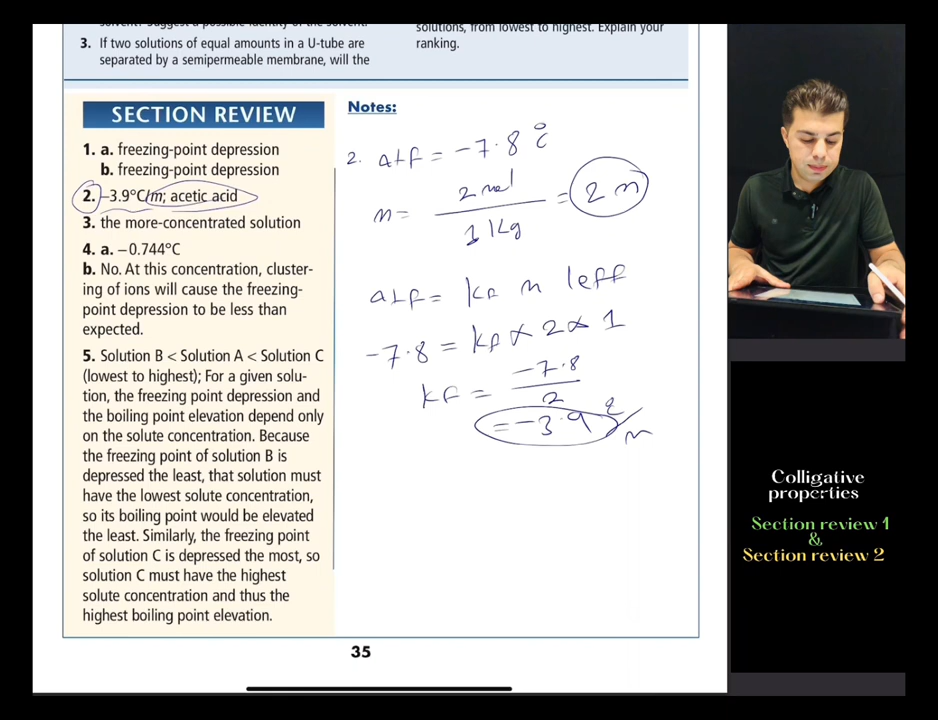 3. If two solutions of equal amounts in a U-tube are
separated by a semipermeable membrane, will the
solutions, from lowest to highest. Explain your
ranking.
SECTION REVIEW
1. a. freezing-point depression
b. freezing-point depression
2. −3.9°C/m; acetic acid
3. the more-concentrated solution
4. a. −0.744°C
b. No. At this concentration, cluster-
ing of ions will cause the freezing-
point depression to be less than
expected.
5. Solution B < Solution A < Solution C
(lowest to highest); For a given solu-
tion, the freezing point depression and
the boiling point elevation depend only
on the solute concentration. Because
the freezing point of solution B is
depressed the least, that solution must
have the lowest solute concentration,
so its boiling point would be elevated
the least. Similarly, the freezing point
of solution C is depressed the most, so
solution C must have the highest
solute concentration and thus the
highest boiling point elevation.
Notes:
2. Δtf = −7.8 °C
m = 2 mol / 1 kg = 2 m
Δtf = kf m
−7.8 = kf × 2 × 1
kf = −7.8 / 2
= −3.9 °C/m
35
Colligative
properties
Section review 1
&
Section review 2